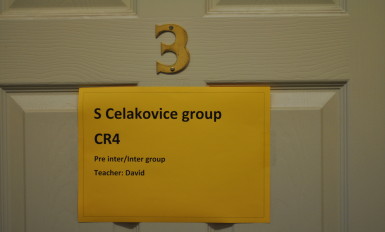 3
S Celakovice group
CR4
Pre inter/Inter group
Teacher: David